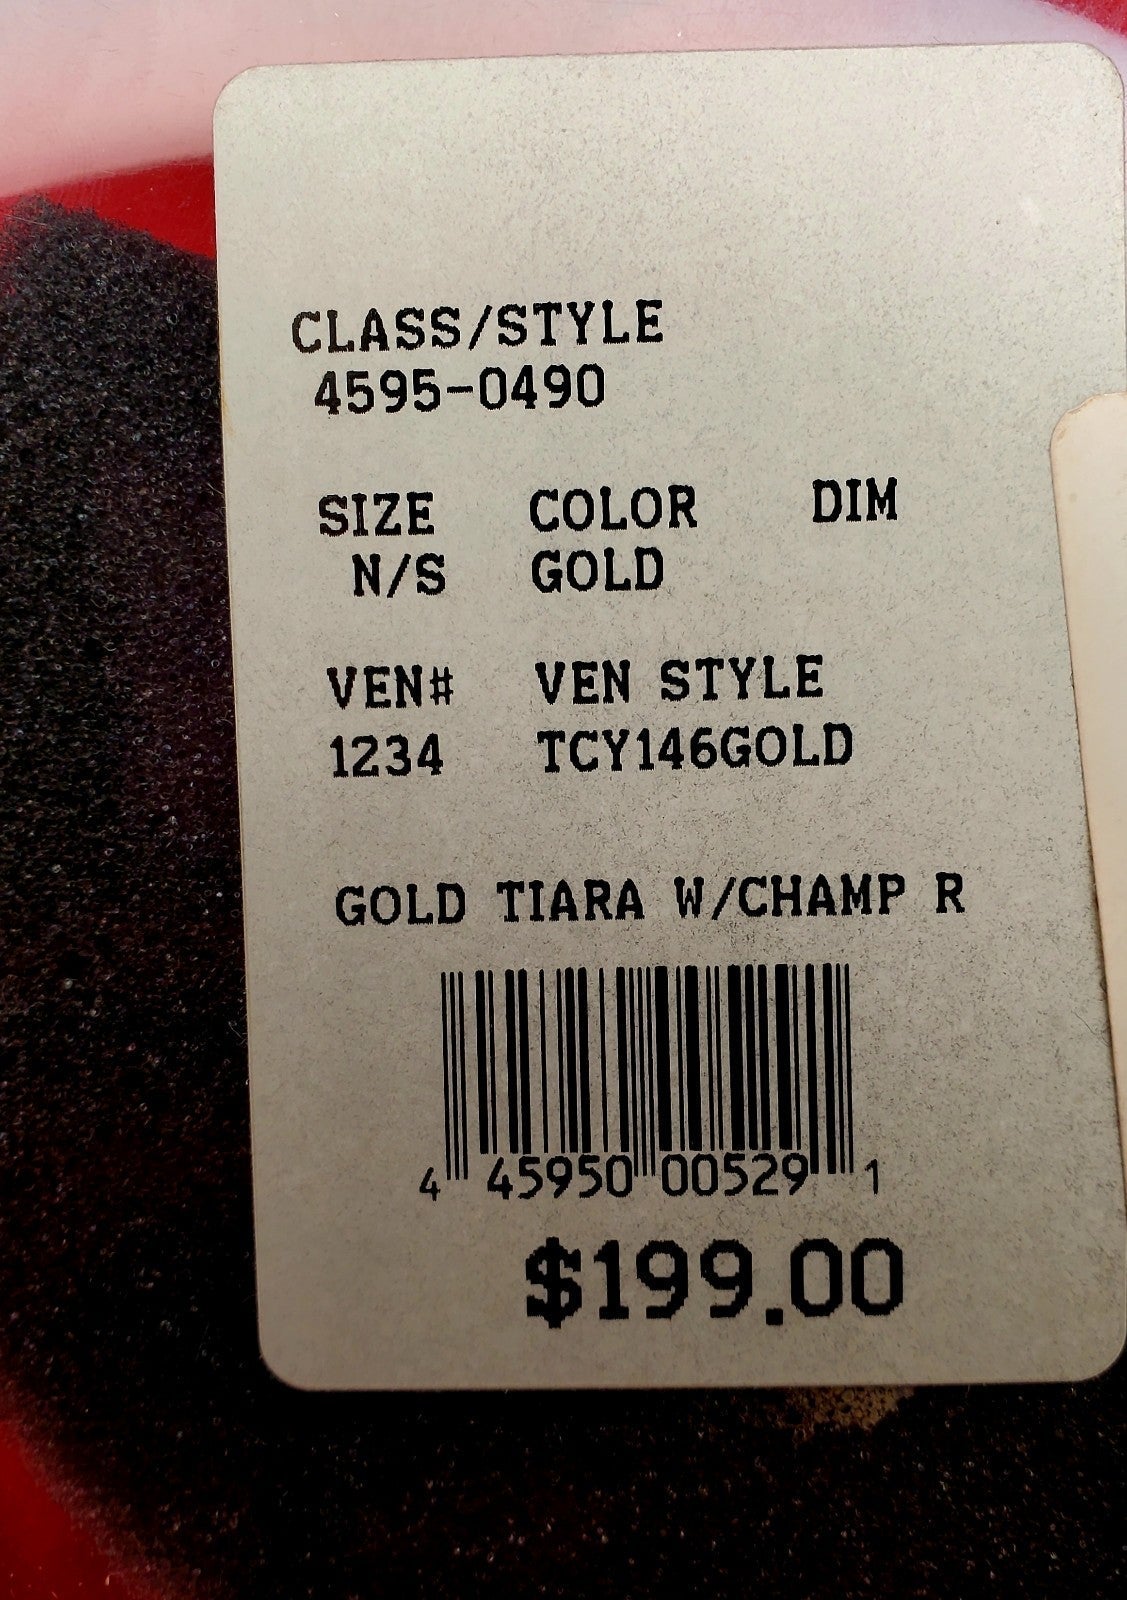 CLASS/STYLE
4595-0490
SIZE COLOR DIM
N/S GOLD
VEN# VEN STYLE
1234 TCY146GOLD
GOLD TIARA W/CHAMP R
4 45950 00529 1
$199.00